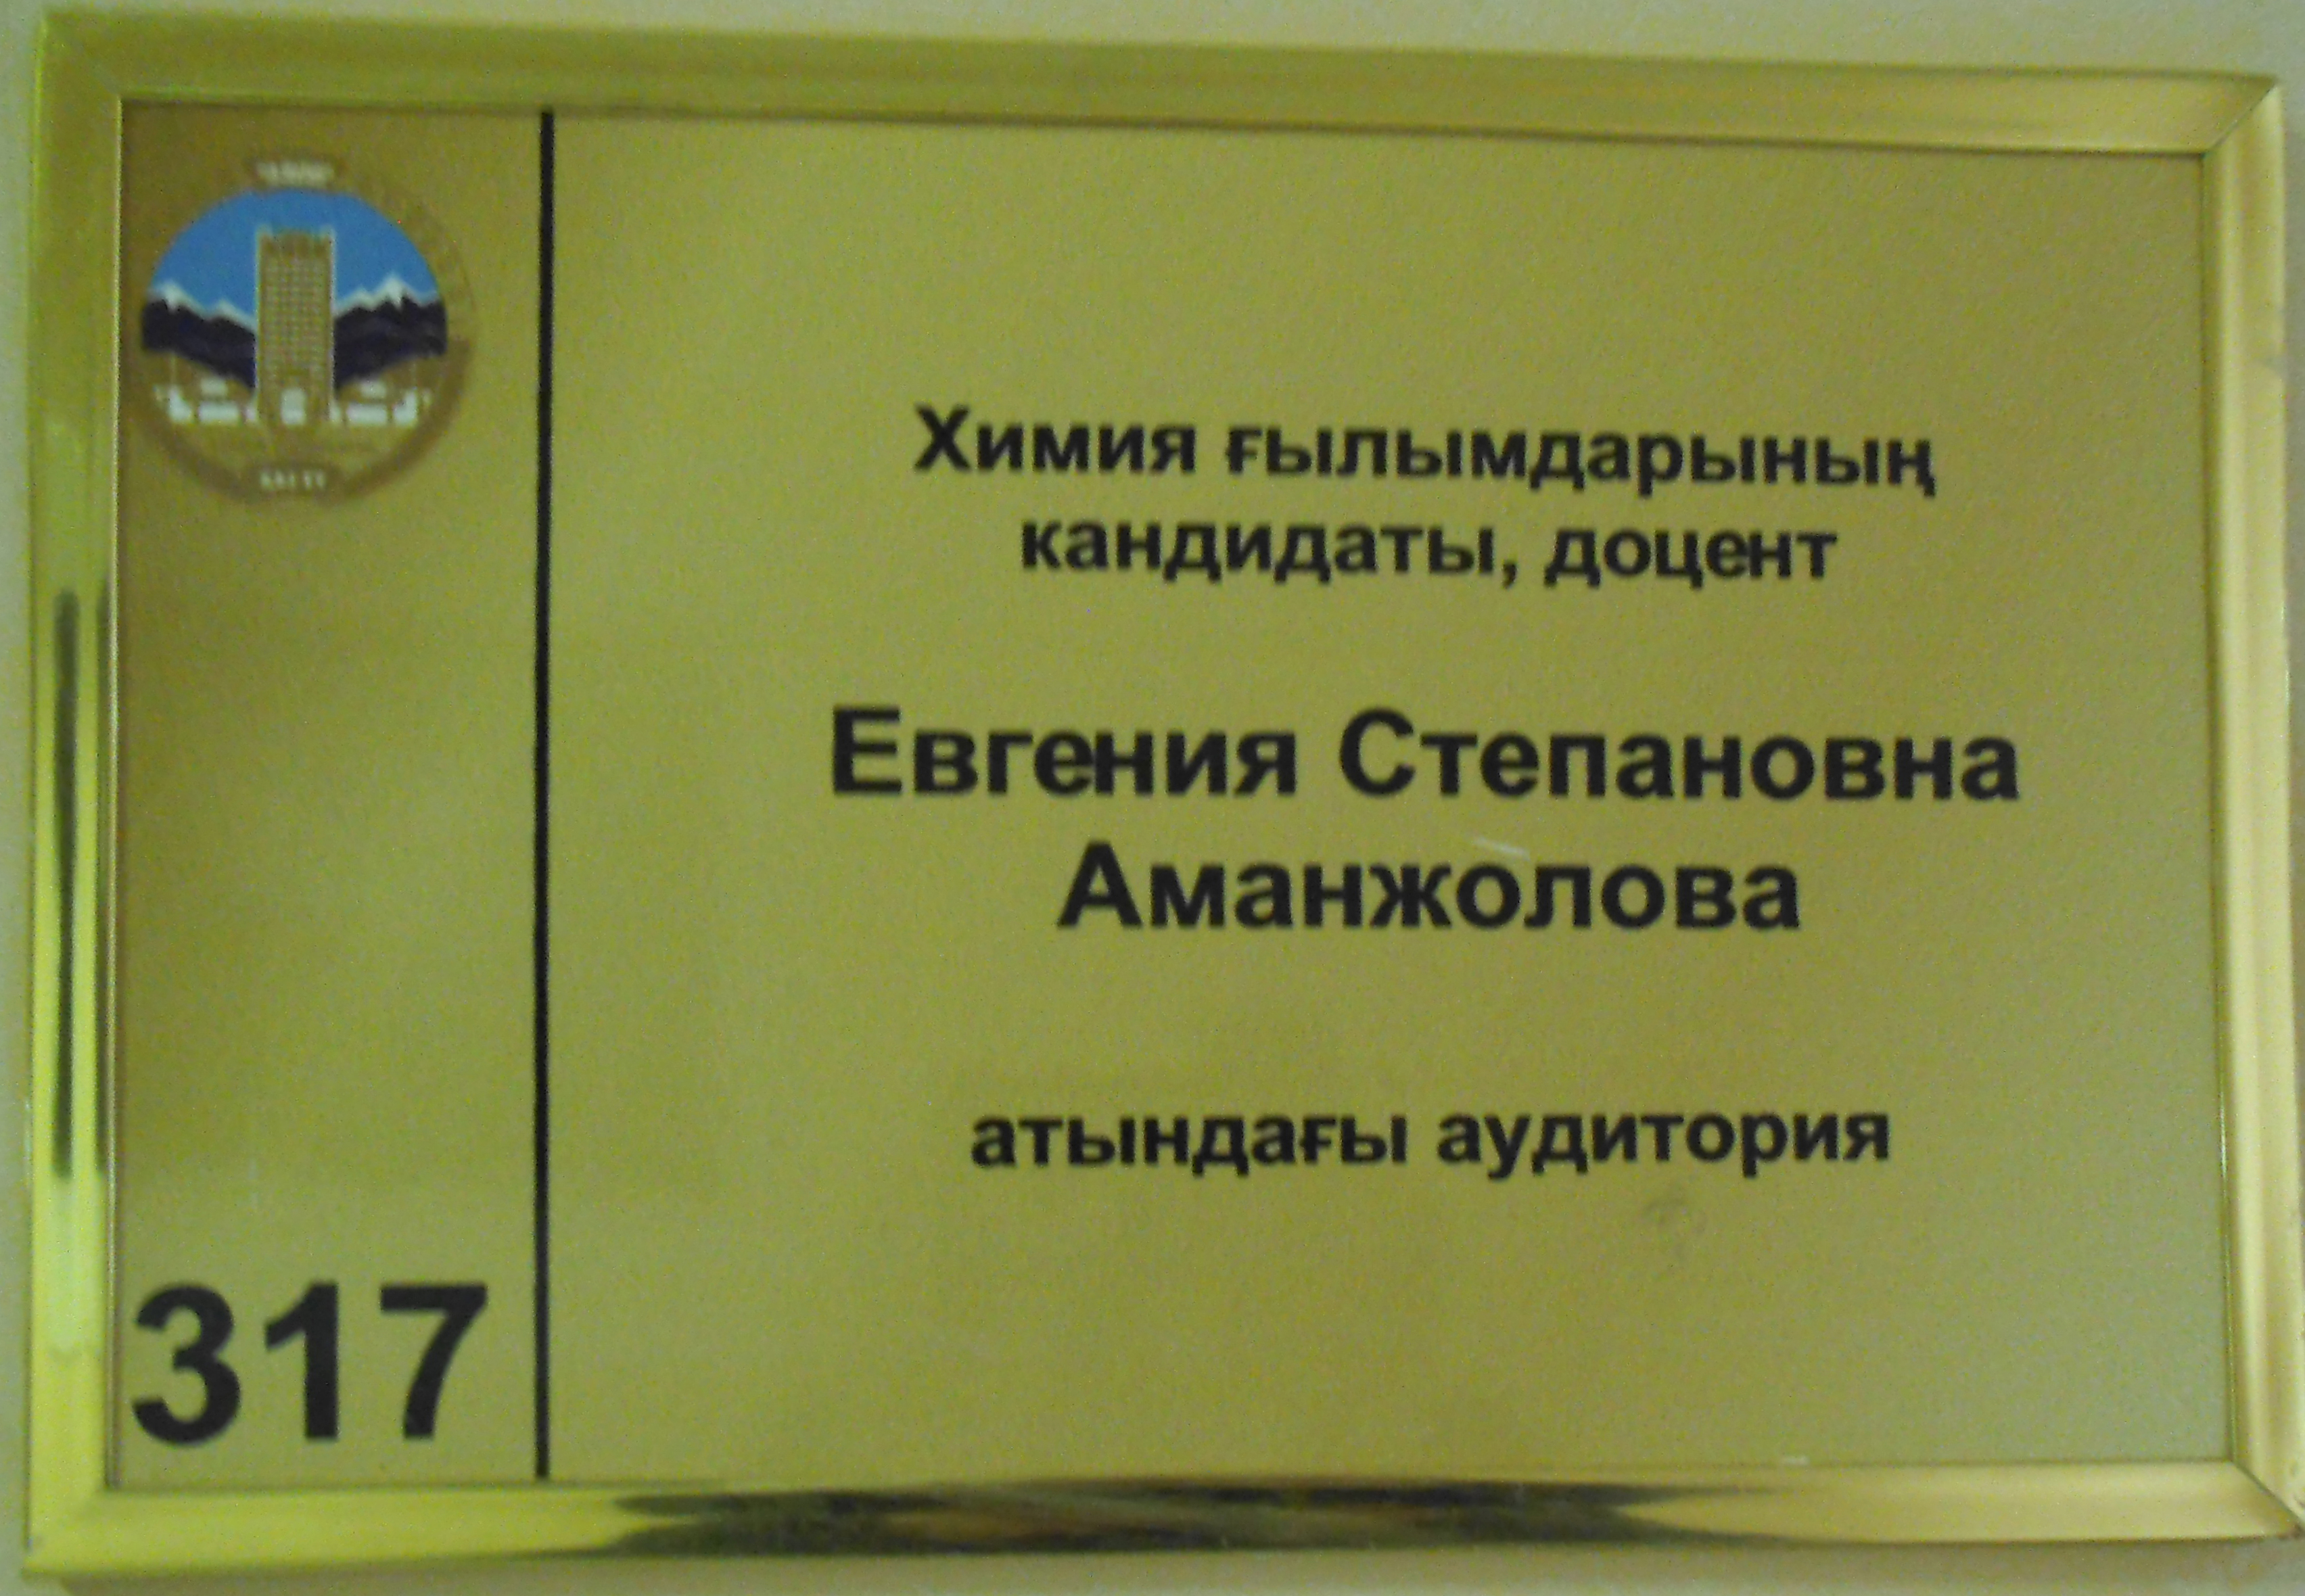 Химия ғылымдарының
кандидаты, доцент
Евгения Степановна
Аманжолова
атындағы аудитория
317